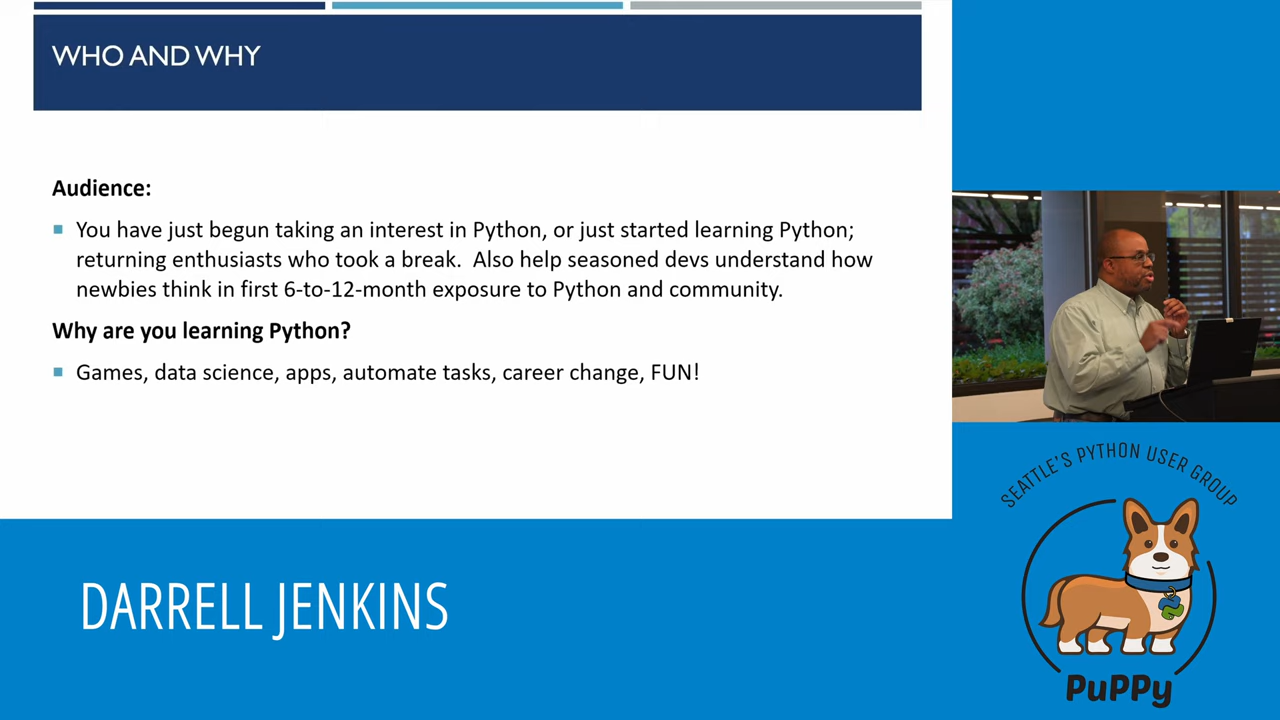 WHO AND WHY
Audience:
You have just begun taking an interest in Python, or just started learning Python;
returning enthusiasts who took a break.  Also help seasoned devs understand how
newbies think in first 6-to-12-month exposure to Python and community.
Why are you learning Python?
Games, data science, apps, automate tasks, career change, FUN!
DARRELL JENKINS
SEATTLE'S PYTHON USER GROUP
PuPPy